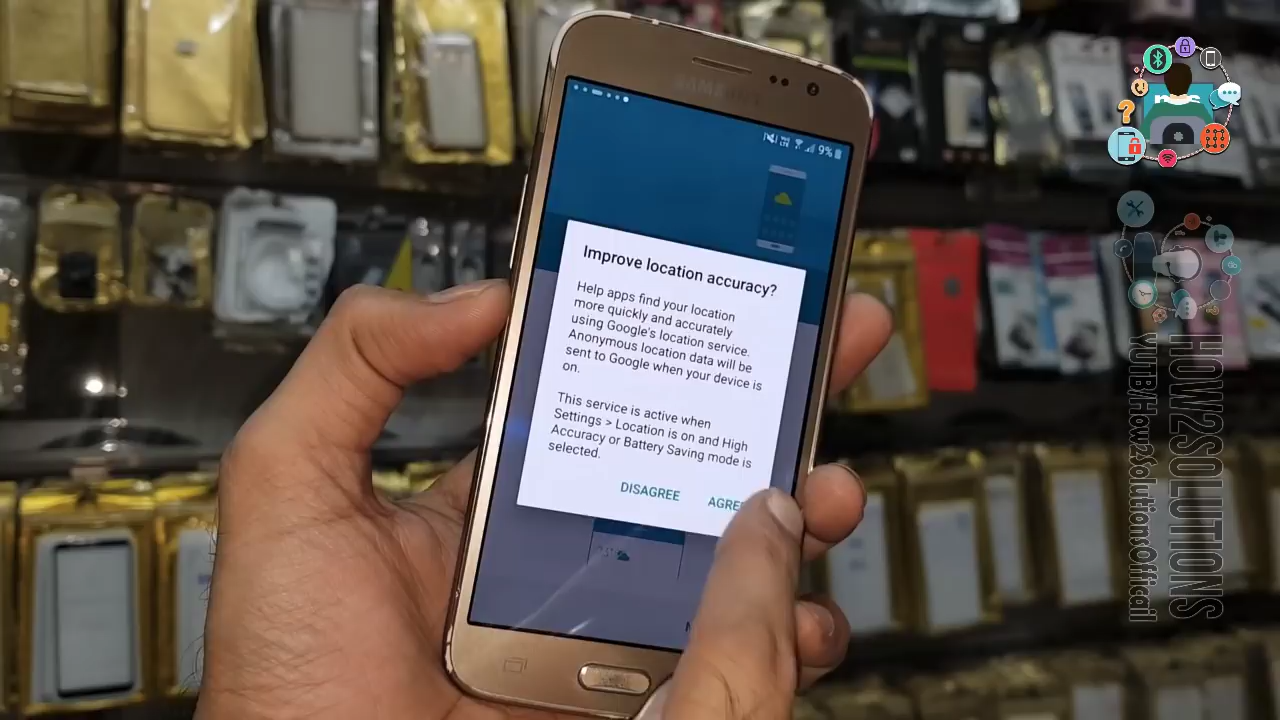 SAMSUNG
9%
Improve location accuracy?
Help apps find your location
more quickly and accurately
using Google's location service.
Anonymous location data will be
sent to Google when your device is
on.
This service is active when
Settings > Location is on and High
Accuracy or Battery Saving mode is
selected.
DISAGREE
AGREE
HOW2SOLUTIONS
YUTB/How2SolutionsOfficail